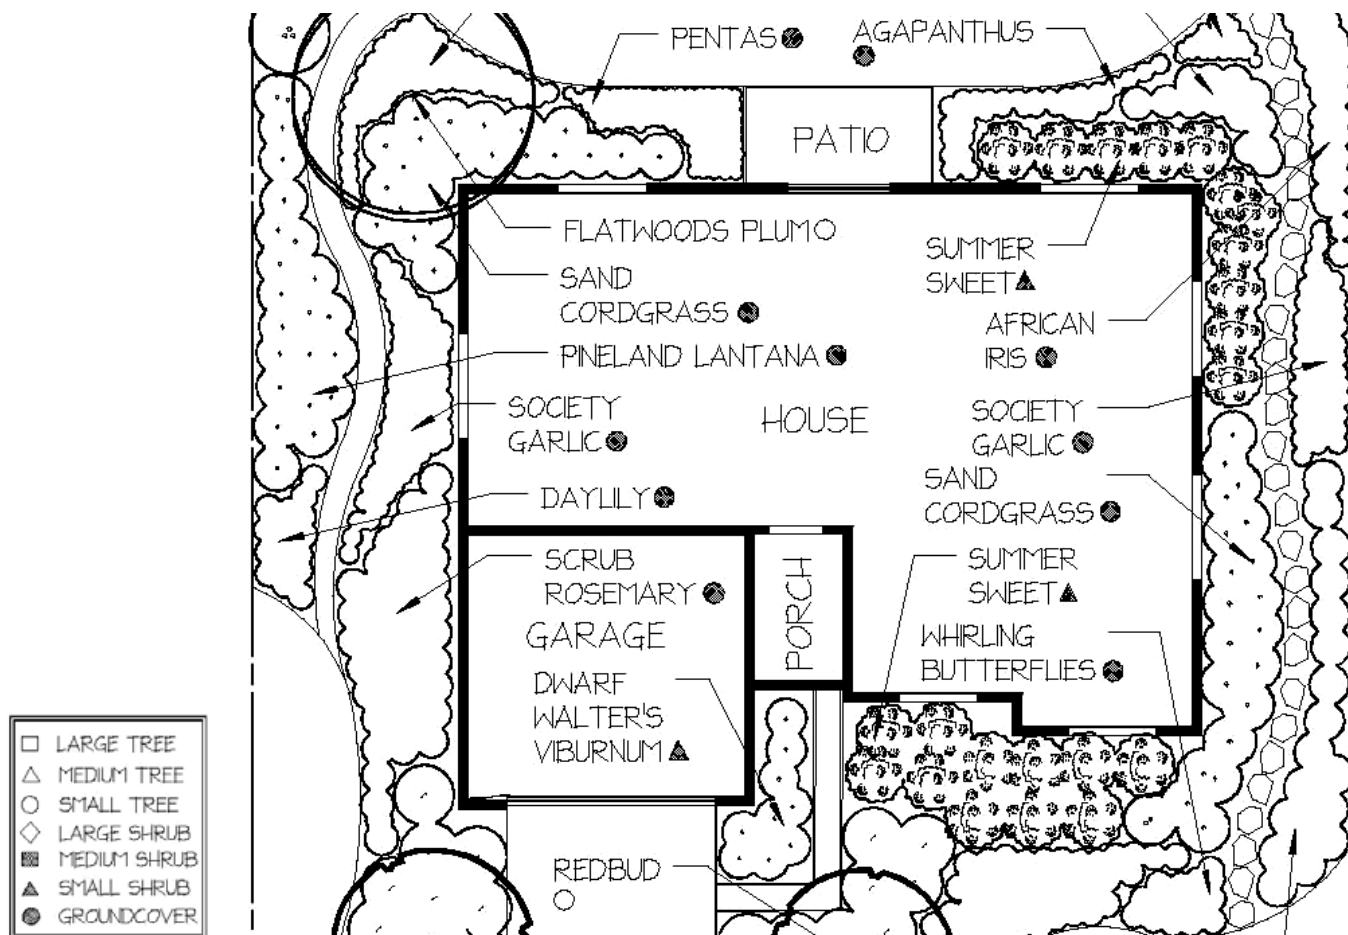 PENTAS
AGAPANTHUS
PATIO
FLATWOODS PLUM
SAND
CORDGRASS
PINELAND LANTANA
SOCIETY
GARLIC
DAYLILY
HOUSE
SUMMER
SWEET
AFRICAN
IRIS
SOCIETY
GARLIC
SAND
CORDGRASS
SUMMER
SWEET
WHIRLING
BUTTERFLIES
SCRUB
ROSEMARY
GARAGE
PORCH
DWARF
WALTER'S
VIBURNUM
REDBUD
LARGE TREE
MEDIUM TREE
SMALL TREE
LARGE SHRUB
MEDIUM SHRUB
SMALL SHRUB
GROUNDCOVER